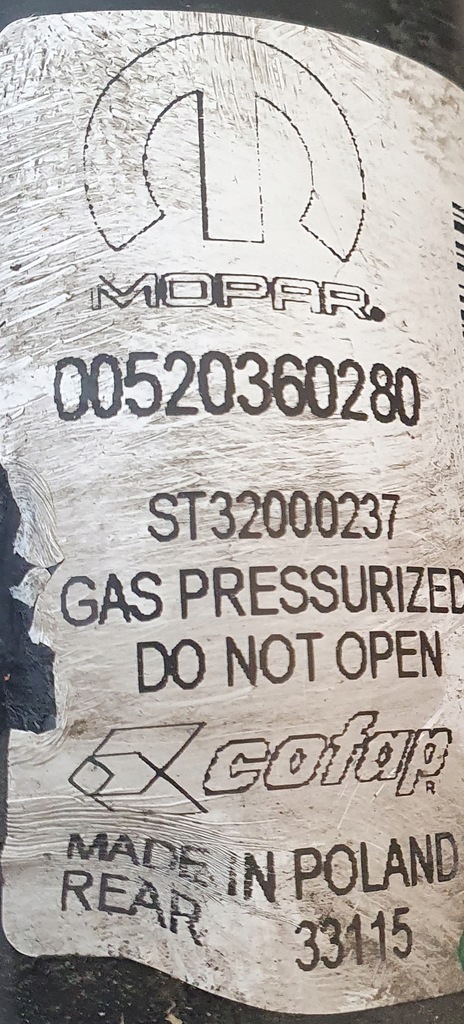 MOPAR®
00520360280
ST32000237
GAS PRESSURIZED
DO NOT OPEN
cofap®
MADE IN POLAND
REAR 33115